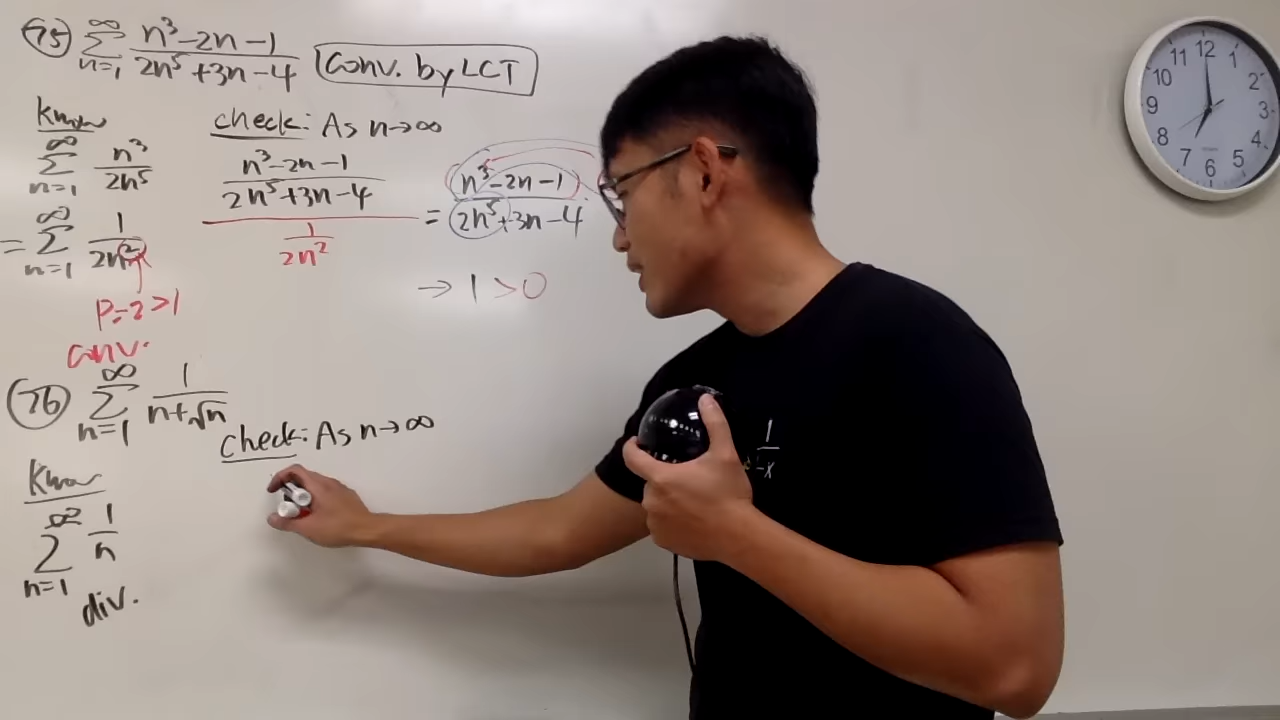 75 ∞ Σ n=1 n³-2n-1 / 2n⁵+3n-4 Conv. by LCT
Know
∞ Σ n=1 n³ / 2n⁵
= ∞ Σ n=1 1 / 2n²
P=2>1
conv.
check: As n→∞
n³-2n-1 / 2n⁵+3n-4 / 1 / 2n² = n³-2n-1 / 2n⁵+3n-4
→ 1 > 0
76 ∞ Σ n=1 1 / n+√n
Know
∞ Σ n=1 1 / n
div.
check: As n→∞
1 / -x
12
1
2
3
4
5
6
7
8
9
10
11